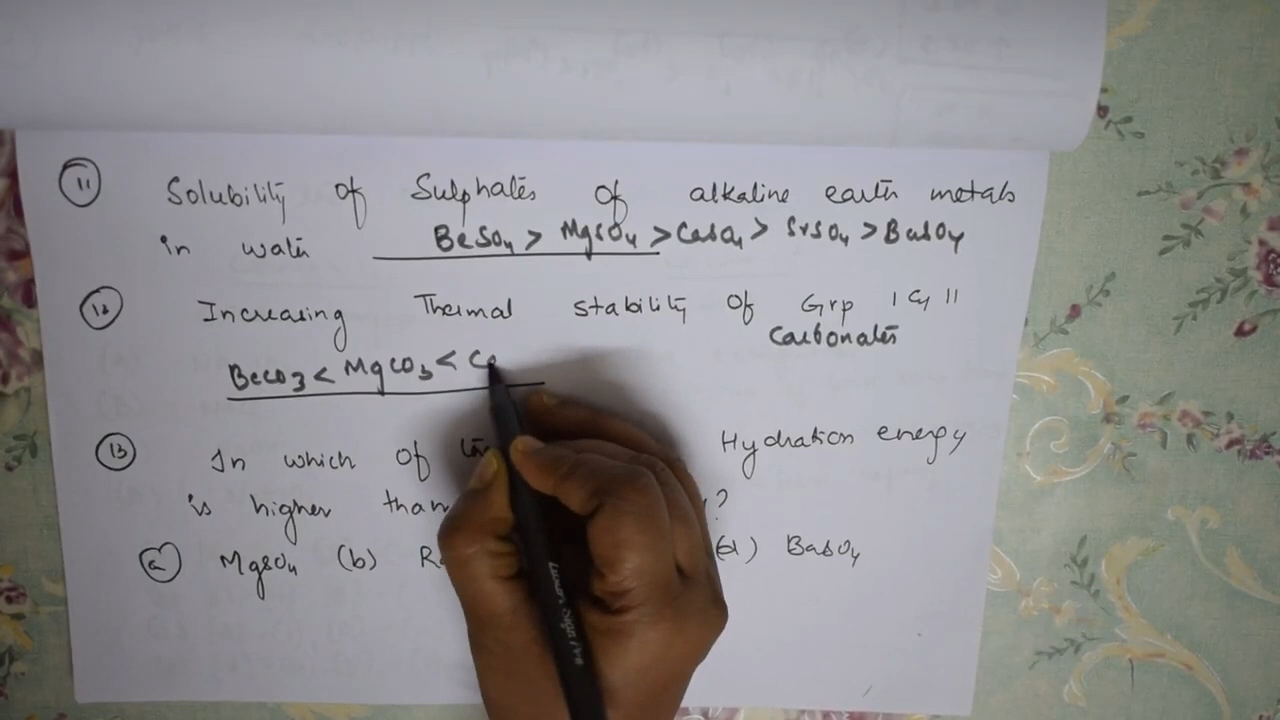 11 Solubility of Sulphates of alkaline earth metals
in water BeSO4 > MgSO4 > CaSO4 > SrSO4 > BaSO4
12 Increasing Thermal stability of Grp
Carbonates
BeCO3 < MgCO3 < Ca
13 In which of Hydration energy
is higher than ?
(a) MgSO4 (b) (d) BaSO4